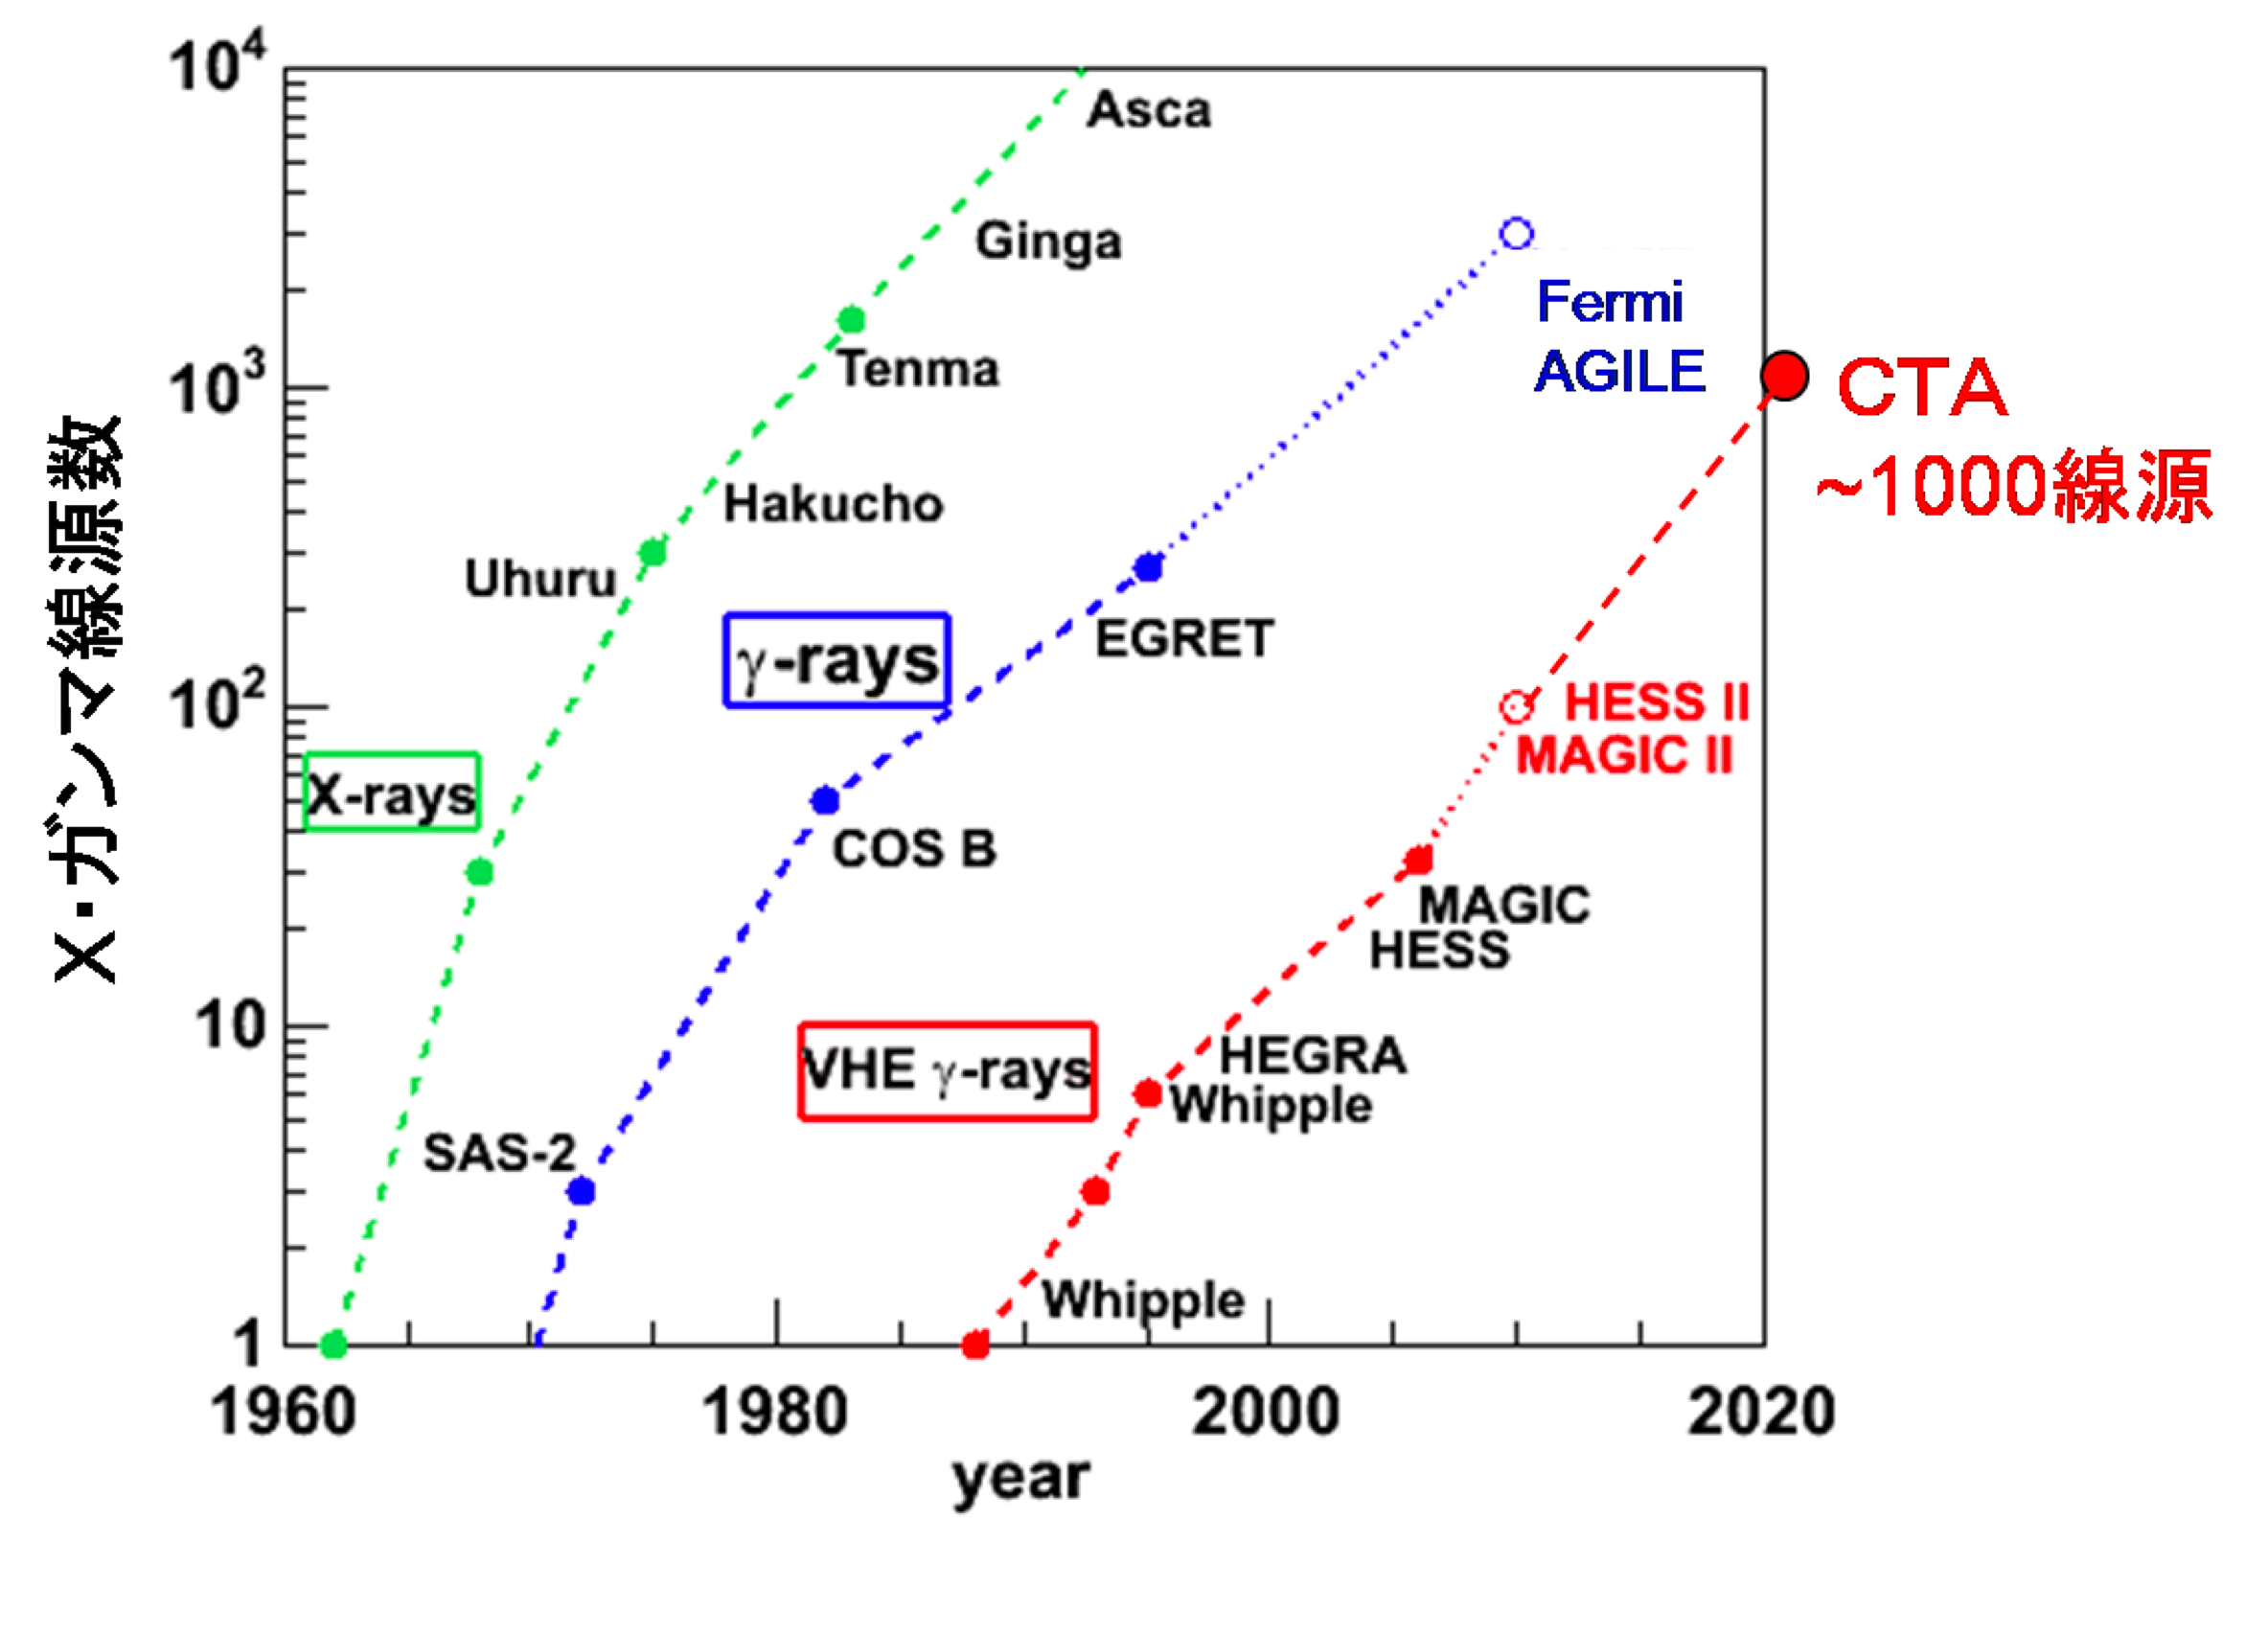 10⁴
Asca
Ginga
Fermi
AGILE
10³
Tenma
CTA
~1000線源
Hakucho
Uhuru
X・ガンマ線源数
EGRET
γ-rays
10²
HESS II
MAGIC II
X-rays
COS B
MAGIC
HESS
10
HEGRA
VHE γ-rays
Whipple
SAS-2
Whipple
1
1960
1980
2000
2020
year